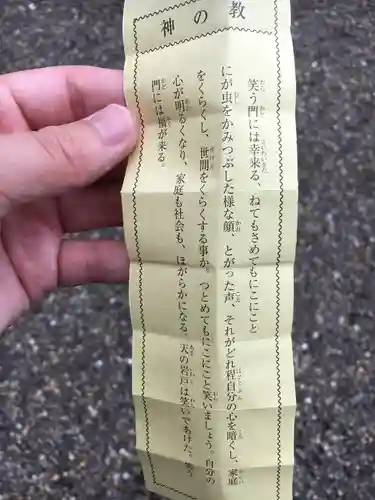 神の教
笑う門には幸来る、ねてもさめてもにこにこと
にが虫をかみつぶした様な顔、とがった声、それがどれ程自分の心を暗くし、家庭
をくらくし、世間をくらくする事か。つとめてもにこにこと笑いましょう。自分の
心が明るくなり、家庭も社会も、ほがらかになる。天の岩戸は笑いであけた。笑う
門には福が来る。